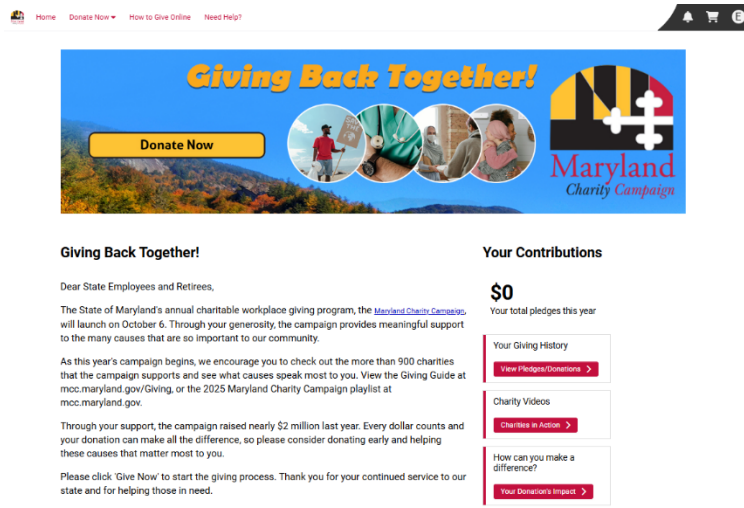 Home Donate Now How to Give Online Need Help?
E
Giving Back Together!
Donate Now
Maryland
Charity Campaign
Giving Back Together!
Dear State Employees and Retirees,
The State of Maryland's annual charitable workplace giving program, the Maryland Charity Campaign,
will launch on October 6. Through your generosity, the campaign provides meaningful support
to the many causes that are so important to our community.
As this year's campaign begins, we encourage you to check out the more than 900 charities
that the campaign supports and see what causes speak most to you. View the Giving Guide at
mcc.maryland.gov/Giving, or the 2025 Maryland Charity Campaign playlist at
mcc.maryland.gov.
Through your support, the campaign raised nearly $2 million last year. Every dollar counts and
your donation can make all the difference, so please consider donating early and helping
these causes that matter most to you.
Please click 'Give Now' to start the giving process. Thank you for your continued service to our
state and for helping those in need.
Your Contributions
$0
Your total pledges this year
Your Giving History
View Pledges/Donations
Charity Videos
Charities in Action
How can you make a
difference?
Your Donation's Impact